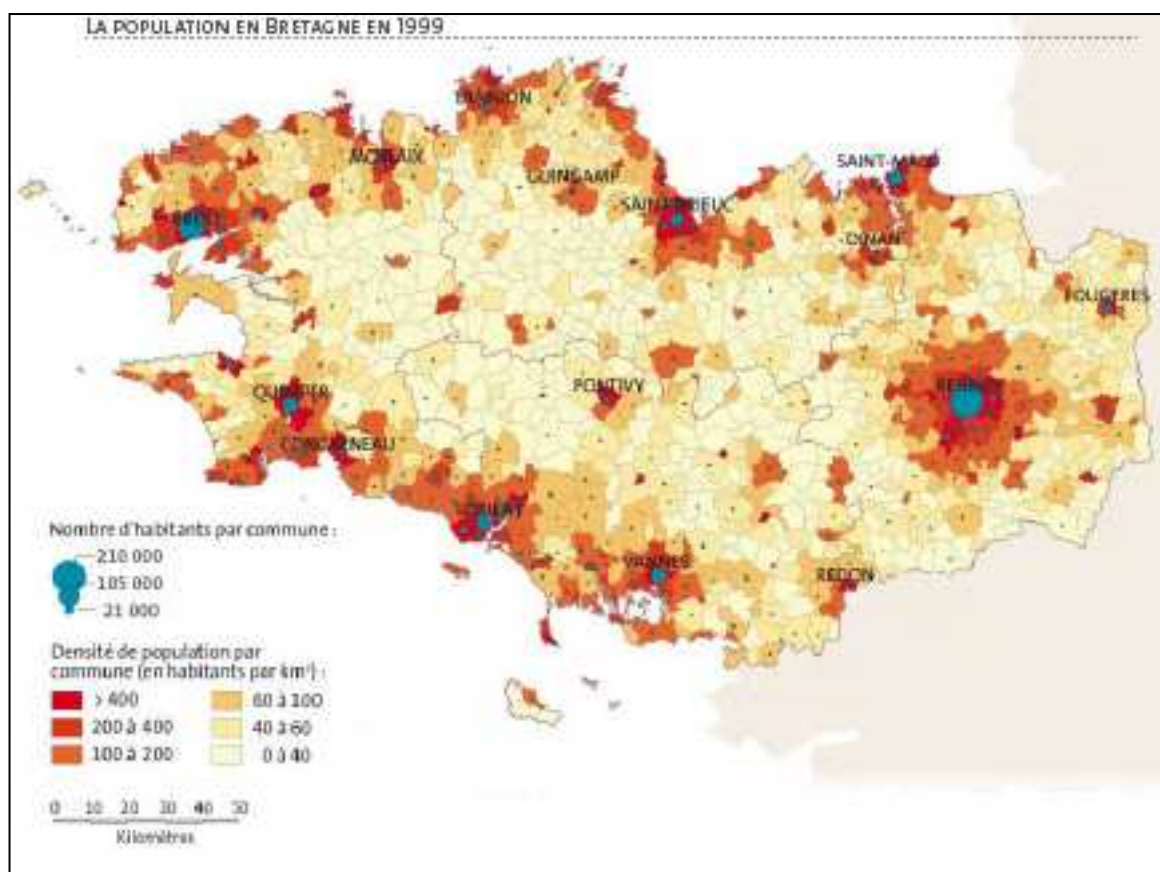 LA POPULATION EN BRETAGNE EN 1999
LANNION
MORLAIX
GUINGAMP
SAINT-MALO
BREST
SAINT-BRIEUC
DINAN
FOUGERES
RENNES
PONTIVY
QUIMPER
CONCARNEAU
LORIENT
VANNES
REDON
Nombre d'habitants par commune :
210 000
105 000
21 000
Densité de population par
commune (en habitants par km²) :
> 400
200 à 400
100 à 200
60 à 100
40 à 60
0 à 40
0 10 20 30 40 50
Kilomètres